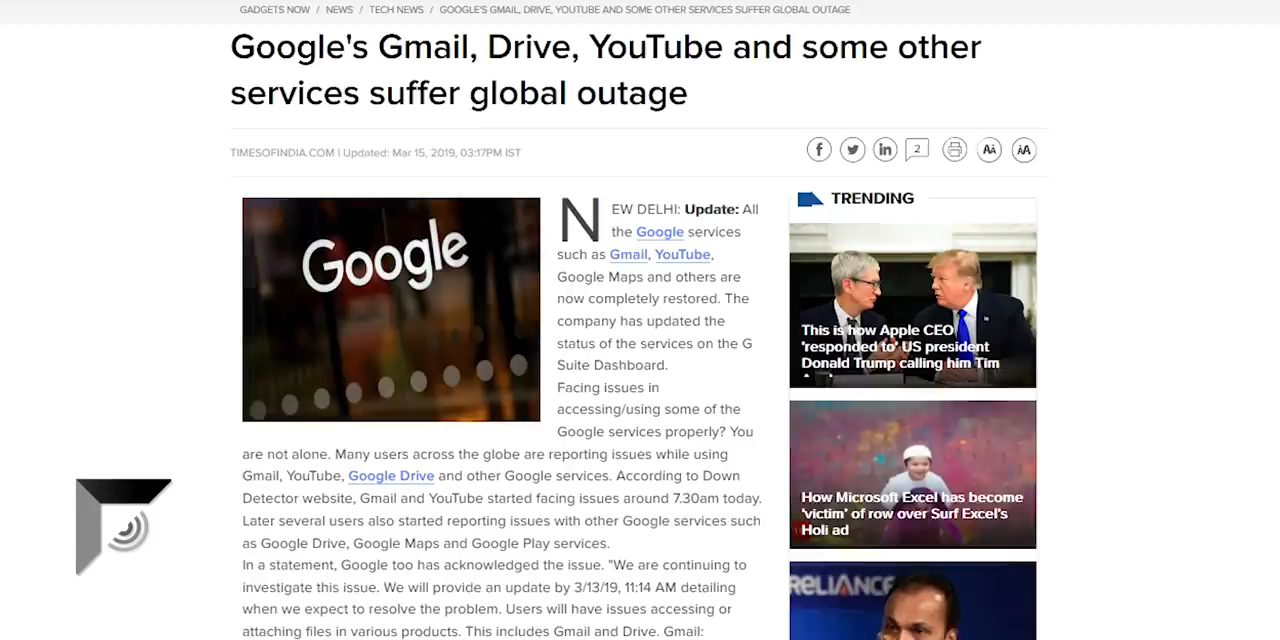 GADGETS NOW / NEWS / TECH NEWS / GOOGLE'S GMAIL, DRIVE, YOUTUBE AND SOME OTHER SERVICES SUFFER GLOBAL OUTAGE
Google's Gmail, Drive, YouTube and some other
services suffer global outage
TIMESOFINDIA.COM | Updated: Mar 15, 2019, 03:17PM IST
2
AA
AA
Google
NEW DELHI: Update: All
the Google services
such as Gmail, YouTube,
Google Maps and others are
now completely restored. The
company has updated the
status of the services on the G
Suite Dashboard.
Facing issues in
accessing/using some of the
Google services properly? You
are not alone. Many users across the globe are reporting issues while using
Gmail, YouTube, Google Drive and other Google services. According to Down
Detector website, Gmail and YouTube started facing issues around 7.30am today.
Later several users also started reporting issues with other Google services such
as Google Drive, Google Maps and Google Play services.
In a statement, Google too has acknowledged the issue. "We are continuing to
investigate this issue. We will provide an update by 3/13/19, 11:14 AM detailing
when we expect to resolve the problem. Users will have issues accessing or
attaching files in various products. This includes Gmail and Drive. Gmail:
TRENDING
This is how Apple CEO
'responded to' US president
Donald Trump calling him Tim
How Microsoft Excel has become
'victim' of row over Surf Excel's
Holi ad
RELIANCE